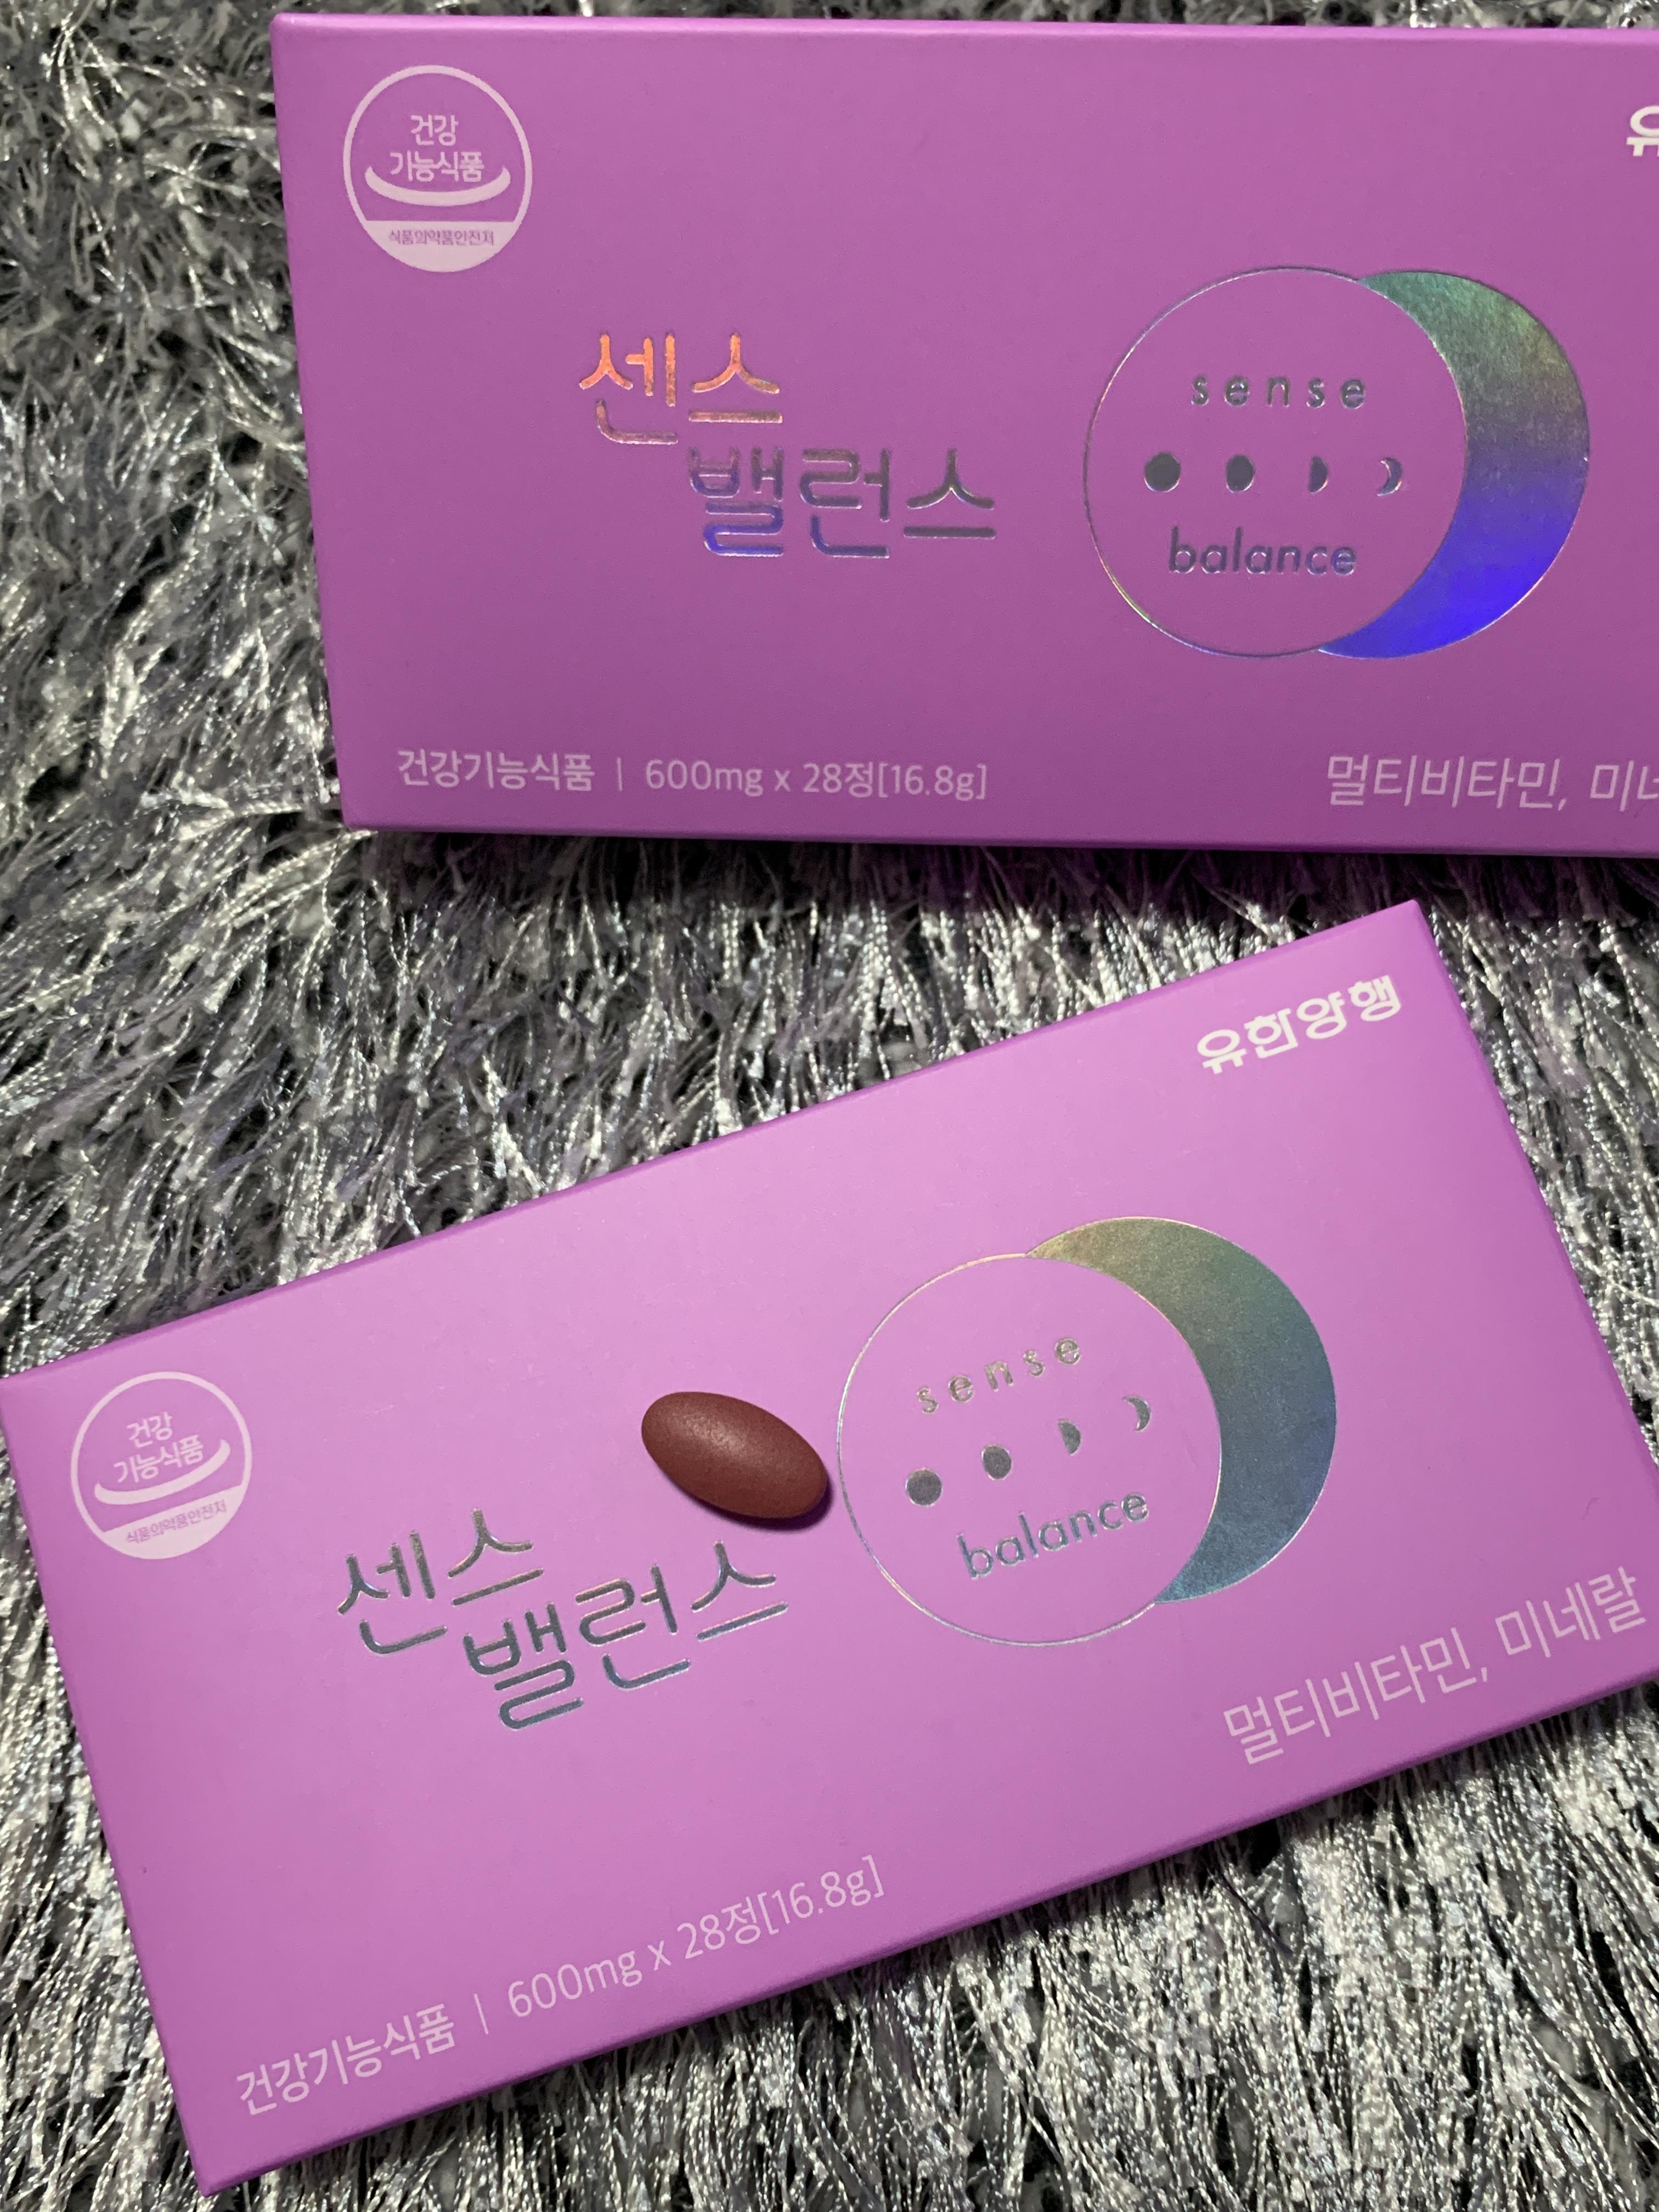 건강
기능식품
식품의약품안전처
유
센스
밸런스
sense
balance
건강기능식품 | 600mg x 28정[16.8g]
멀티비타민, 미네
유한양행
건강
기능식품
식품의약품안전처
센스
밸런스
sense
balance
멀티비타민, 미네랄
건강기능식품 | 600mg x 28정[16.8g]